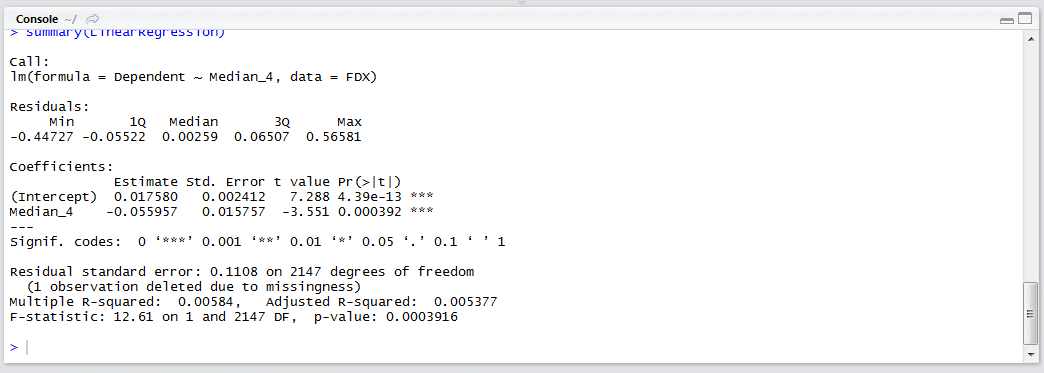 Console ~/
> summary(LinearRegression)
Call:
lm(formula = Dependent ~ Median_4, data = FDX)
Residuals:
     Min       1Q   Median       3Q      Max
-0.44727 -0.05522  0.00259  0.06507  0.56581
Coefficients:
             Estimate Std. Error t value Pr(>|t|)
(Intercept)  0.017580   0.002412   7.288 4.39e-13 ***
Median_4    -0.055957   0.015757  -3.551 0.000392 ***
---
Signif. codes:  0 ‘***’ 0.001 ‘**’ 0.01 ‘*’ 0.05 ‘.’ 0.1 ‘ ’ 1
Residual standard error: 0.1108 on 2147 degrees of freedom
  (1 observation deleted due to missingness)
Multiple R-squared:  0.00584,   Adjusted R-squared:  0.005377
F-statistic: 12.61 on 1 and 2147 DF,  p-value: 0.0003916
>